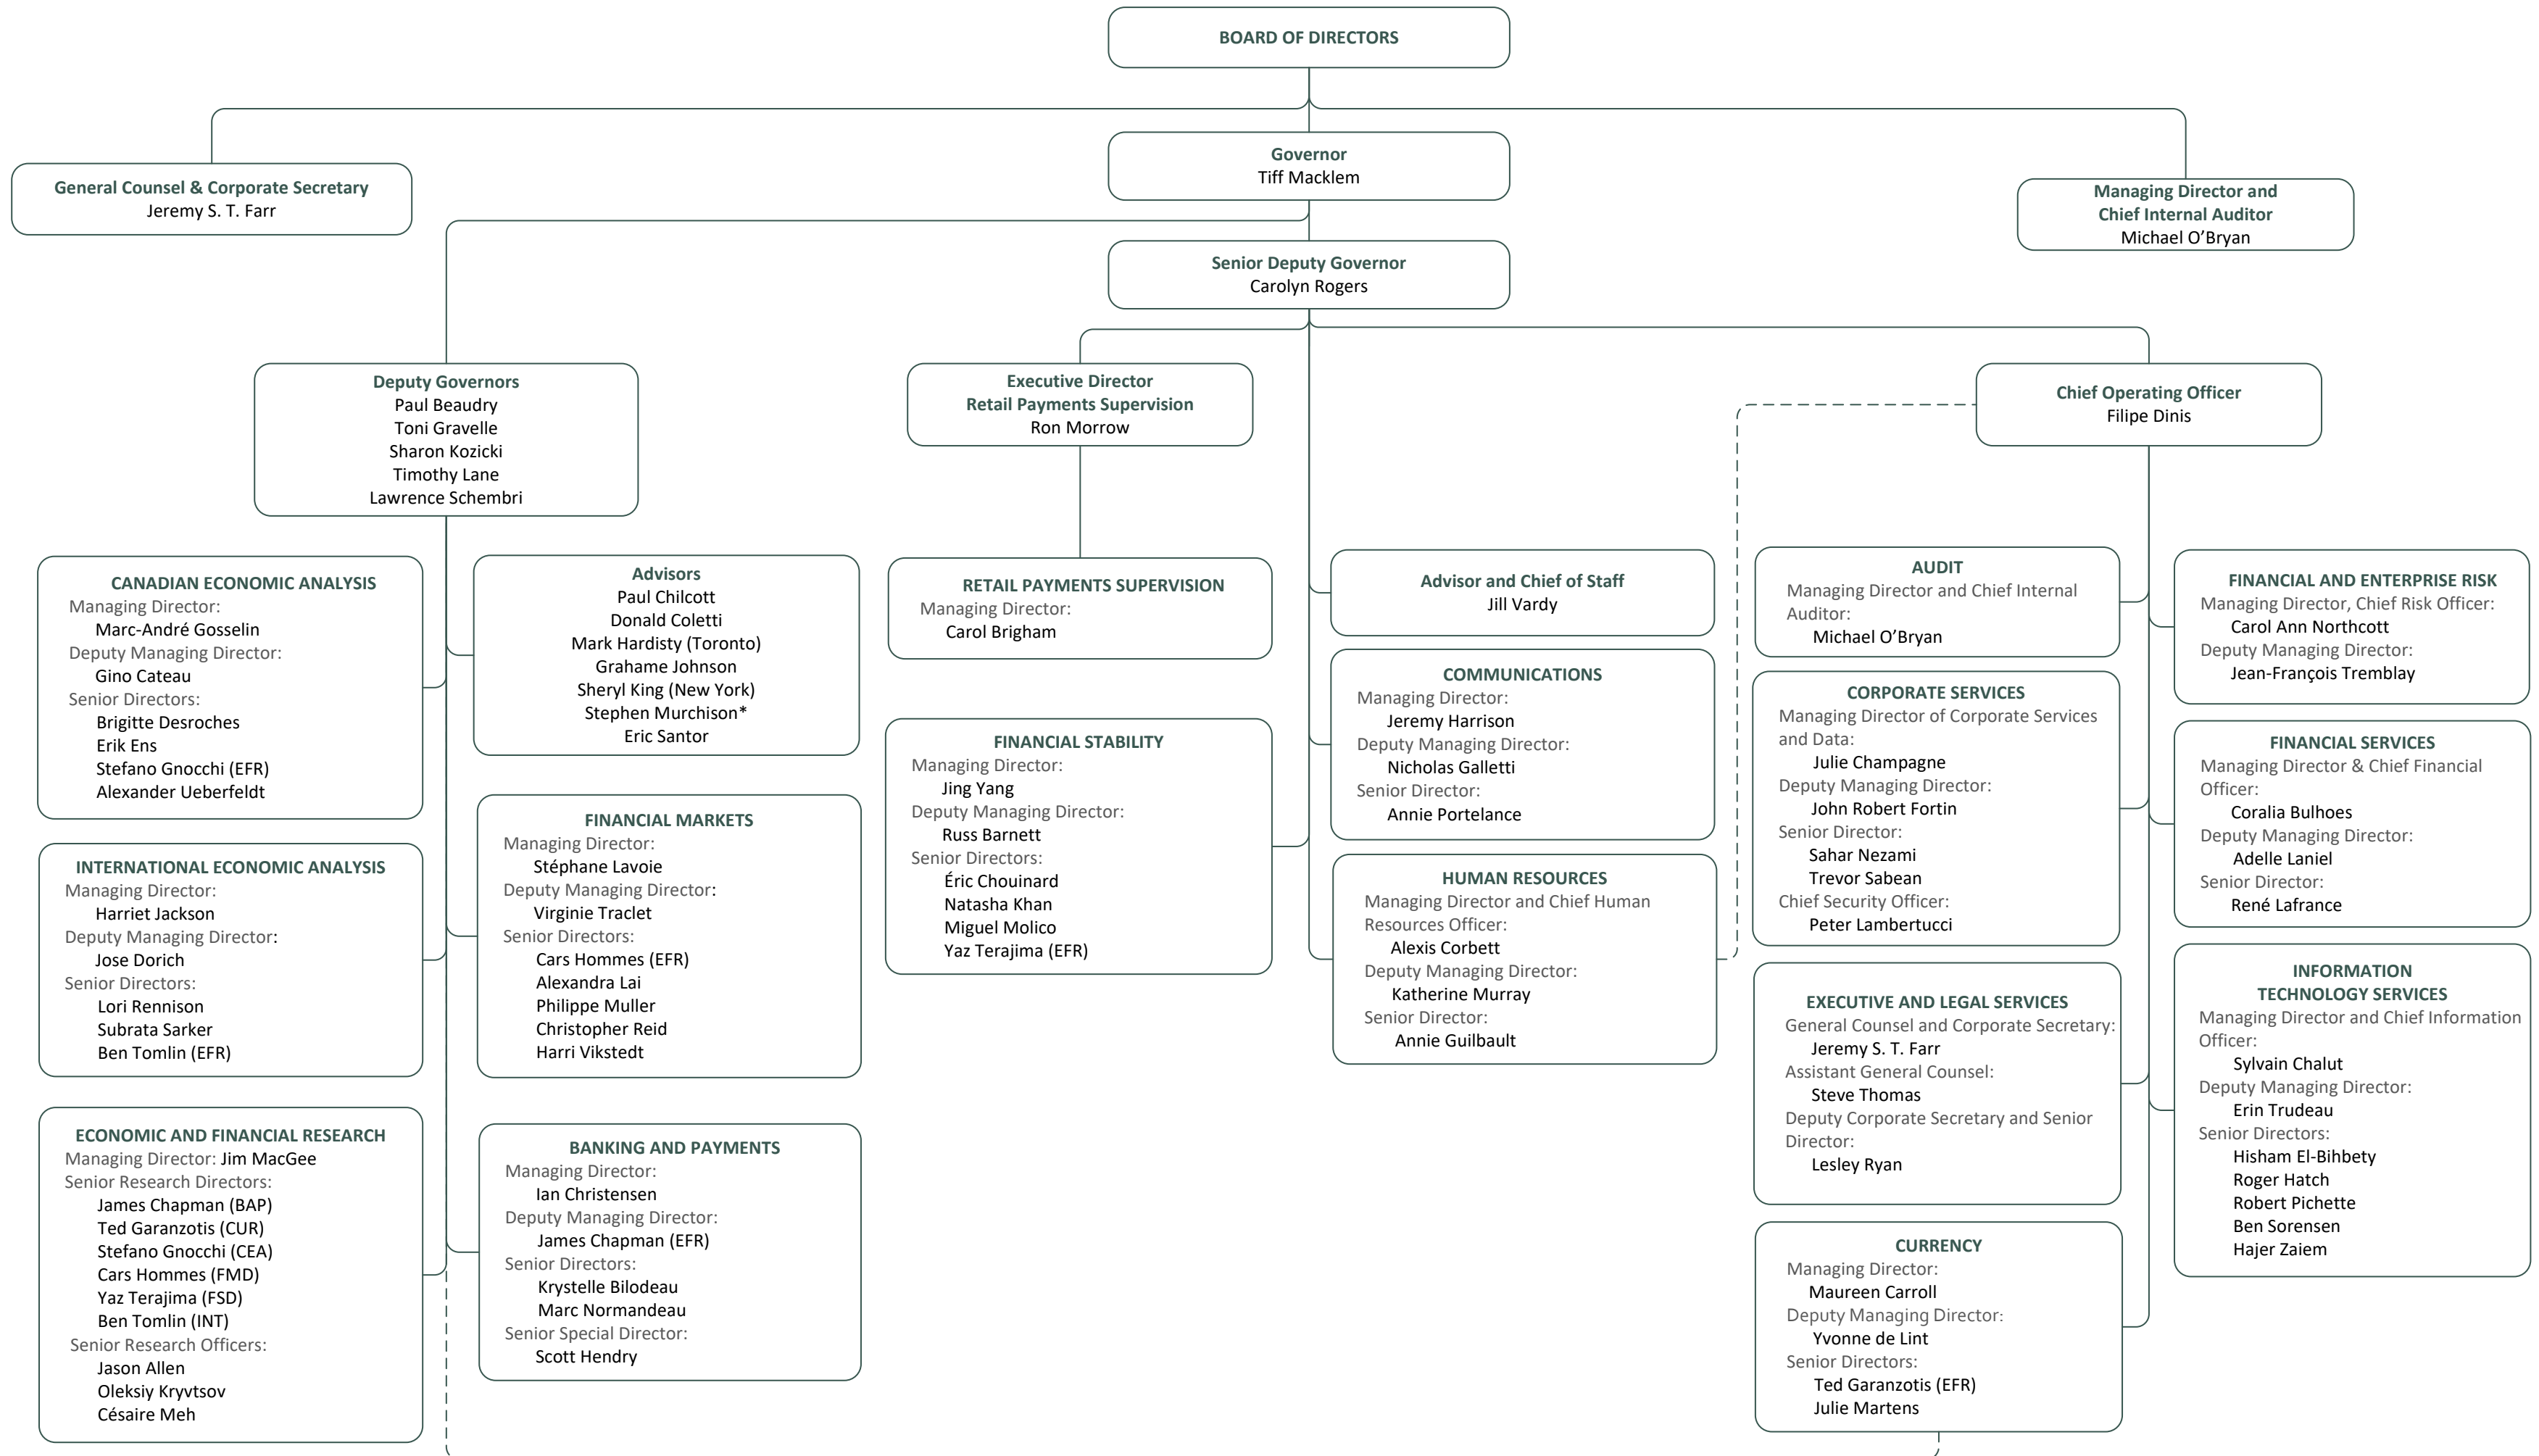 BOARD OF DIRECTORS
General Counsel & Corporate Secretary
Jeremy S. T. Farr
Governor
Tiff Macklem
Managing Director and
Chief Internal Auditor
Michael O’Bryan
Senior Deputy Governor
Carolyn Rogers
Deputy Governors
Paul Beaudry
Toni Gravelle
Sharon Kozicki
Timothy Lane
Lawrence Schembri
Executive Director
Retail Payments Supervision
Ron Morrow
Chief Operating Officer
Filipe Dinis
CANADIAN ECONOMIC ANALYSIS
Managing Director:
Marc-André Gosselin
Deputy Managing Director:
Gino Cateau
Senior Directors:
Brigitte Desroches
Erik Ens
Stefano Gnocchi (EFR)
Alexander Ueberfeldt
INTERNATIONAL ECONOMIC ANALYSIS
Managing Director:
Harriet Jackson
Deputy Managing Director:
Jose Dorich
Senior Directors:
Lori Rennison
Subrata Sarker
Ben Tomlin (EFR)
ECONOMIC AND FINANCIAL RESEARCH
Managing Director: Jim MacGee
Senior Research Directors:
James Chapman (BAP)
Ted Garanzotis (CUR)
Stefano Gnocchi (CEA)
Cars Hommes (FMD)
Yaz Terajima (FSD)
Ben Tomlin (INT)
Senior Research Officers:
Jason Allen
Oleksiy Kryvtsov
Césaire Meh
Advisors
Paul Chilcott
Donald Coletti
Mark Hardisty (Toronto)
Grahame Johnson
Sheryl King (New York)
Stephen Murchison*
Eric Santor
FINANCIAL MARKETS
Managing Director:
Stéphane Lavoie
Deputy Managing Director:
Virginie Traclet
Senior Directors:
Cars Hommes (EFR)
Alexandra Lai
Philippe Muller
Christopher Reid
Harri Vikstedt
BANKING AND PAYMENTS
Managing Director:
Ian Christensen
Deputy Managing Director:
James Chapman (EFR)
Senior Directors:
Krystelle Bilodeau
Marc Normandeau
Senior Special Director:
Scott Hendry
RETAIL PAYMENTS SUPERVISION
Managing Director:
Carol Brigham
FINANCIAL STABILITY
Managing Director:
Jing Yang
Deputy Managing Director:
Russ Barnett
Senior Directors:
Éric Chouinard
Natasha Khan
Miguel Molico
Yaz Terajima (EFR)
Advisor and Chief of Staff
Jill Vardy
COMMUNICATIONS
Managing Director:
Jeremy Harrison
Deputy Managing Director:
Nicholas Galletti
Senior Director:
Annie Portelance
HUMAN RESOURCES
Managing Director and Chief Human
Resources Officer:
Alexis Corbett
Deputy Managing Director:
Katherine Murray
Senior Director:
Annie Guilbault
AUDIT
Managing Director and Chief Internal
Auditor:
Michael O’Bryan
CORPORATE SERVICES
Managing Director of Corporate Services
and Data:
Julie Champagne
Deputy Managing Director:
John Robert Fortin
Senior Director:
Sahar Nezami
Trevor Sabean
Chief Security Officer:
Peter Lambertucci
EXECUTIVE AND LEGAL SERVICES
General Counsel and Corporate Secretary:
Jeremy S. T. Farr
Assistant General Counsel:
Steve Thomas
Deputy Corporate Secretary and Senior
Director:
Lesley Ryan
CURRENCY
Managing Director:
Maureen Carroll
Deputy Managing Director:
Yvonne de Lint
Senior Directors:
Ted Garanzotis (EFR)
Julie Martens
FINANCIAL AND ENTERPRISE RISK
Managing Director, Chief Risk Officer:
Carol Ann Northcott
Deputy Managing Director:
Jean-François Tremblay
FINANCIAL SERVICES
Managing Director & Chief Financial
Officer:
Coralia Bulhoes
Deputy Managing Director:
Adelle Laniel
Senior Director:
René Lafrance
INFORMATION
TECHNOLOGY SERVICES
Managing Director and Chief Information
Officer:
Sylvain Chalut
Deputy Managing Director:
Erin Trudeau
Senior Directors:
Hisham El-Bihbety
Roger Hatch
Robert Pichette
Ben Sorensen
Hajer Zaiem